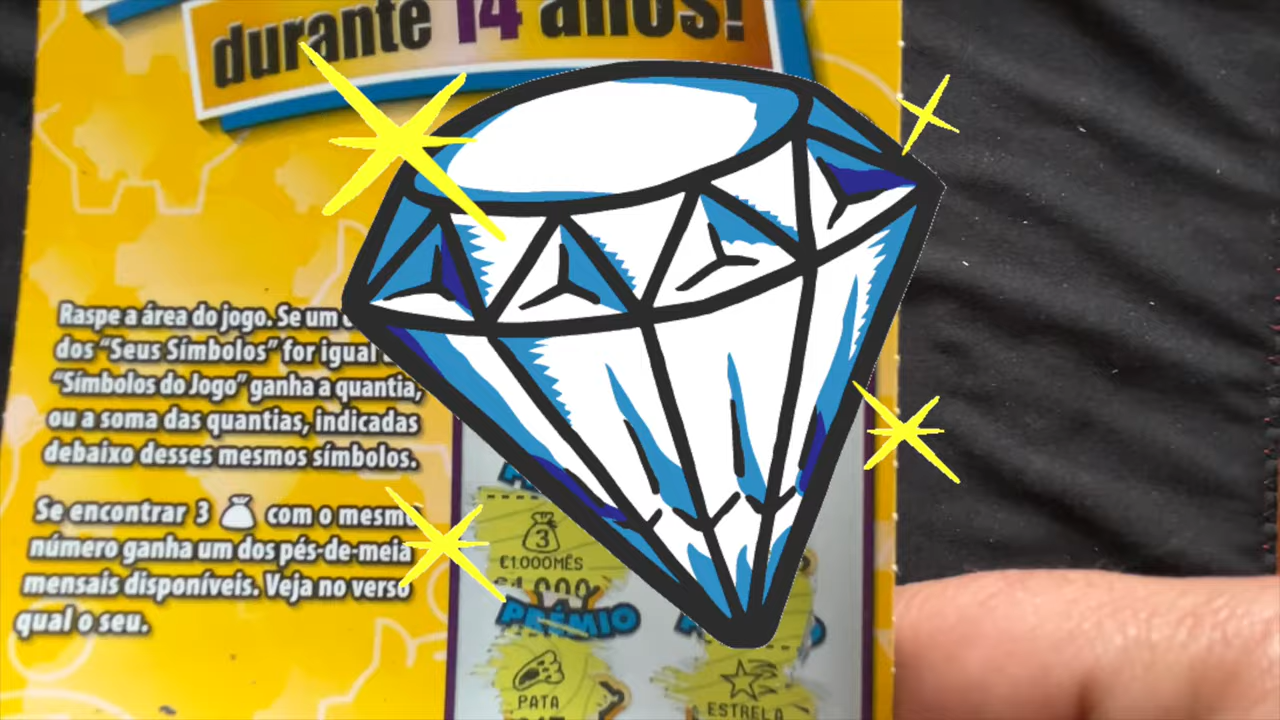 durante 14 anos!
Raspe a área do jogo. Se um
dos “Seus Símbolos” for igual
“Símbolos do Jogo” ganha a quantia,
ou a soma das quantias, indicadas
debaixo desses mesmos símbolos.
Se encontrar 3 com o mesmo
número ganha um dos pés-de-meia
mensais disponíveis. Veja no verso
qual o seu.
3
€1.000MÊS
PRÉMIO
PATA
ESTRELA